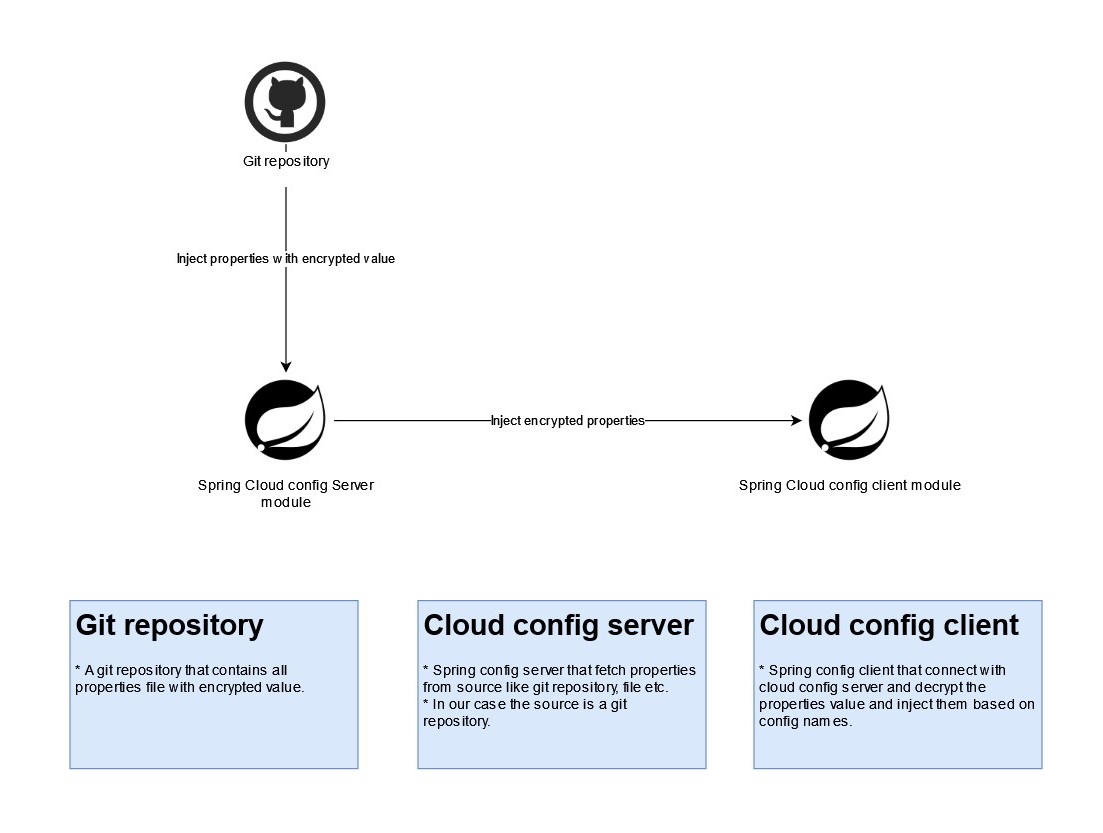 Git repository
Inject properties with encrypted value
Inject encrypted properties
Spring Cloud config Server
module
Spring Cloud config client module
Git repository
* A git repository that contains all
properties file with encrypted value.
Cloud config server
* Spring config server that fetch properties
from source like git repository, file etc.
* In our case the source is a git
repository.
Cloud config client
* Spring config client that connect with
cloud config server and decrypt the
properties value and inject them based on
config names.